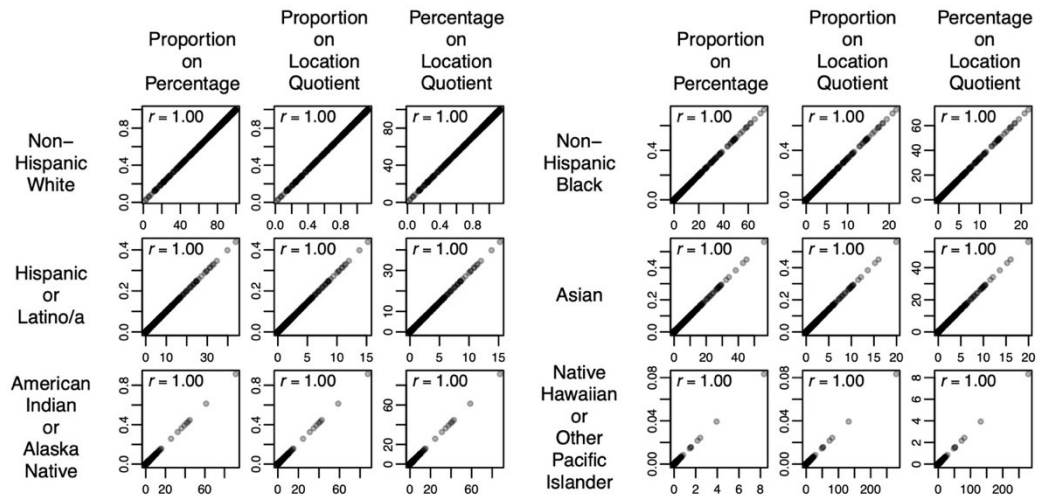 Proportion
on
Percentage
Proportion
on
Location
Quotient
Percentage
on
Location
Quotient
Non−
Hispanic
White
r = 1.00
0.0 0.4 0.8
0 40 80
r = 1.00
0.0 0.4 0.8
0.0 0.4 0.8
r = 1.00
0 40 80
0.0 0.4 0.8
Hispanic
or
Latino/a
r = 1.00
0.0 0.2 0.4
0 10 30
r = 1.00
0.0 0.2 0.4
0 5 10 15
r = 1.00
0 10 30
0 5 10 15
American
Indian
or
Alaska
Native
r = 1.00
0.0 0.4 0.8
0 20 60
r = 1.00
0.0 0.4 0.8
0 20 60
r = 1.00
0 20 60
0 20 60
Proportion
on
Percentage
Proportion
on
Location
Quotient
Percentage
on
Location
Quotient
Non−
Hispanic
Black
r = 1.00
0.0 0.4
0 20 40 60
r = 1.00
0.0 0.4
0 5 10 20
r = 1.00
0 20 40 60
0 5 10 20
Asian
r = 1.00
0.0 0.2 0.4
0 10 20 30 40
r = 1.00
0.0 0.2 0.4
0 5 10 15 20
r = 1.00
0 20 40
0 5 10 15 20
Native
Hawaiian
or
Other
Pacific
Islander
r = 1.00
0.00 0.04 0.08
0 2 4 6 8
r = 1.00
0.00 0.04 0.08
0 100 200
r = 1.00
0 2 4 6 8
0 100 200